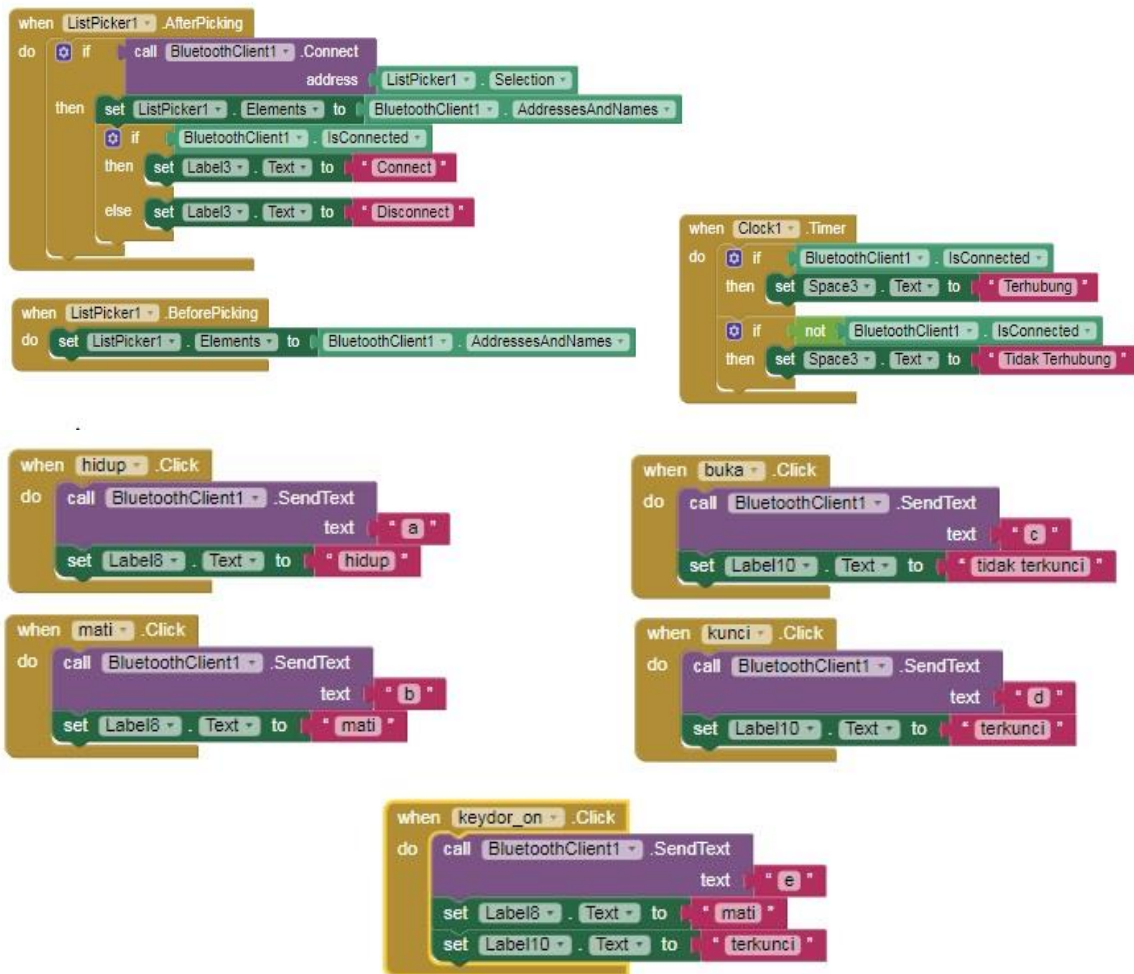 when ListPicker1 .AfterPicking
do if call BluetoothClient1 .Connect
address ListPicker1 . Selection
then set ListPicker1 . Elements to BluetoothClient1 . AddressesAndNames
if BluetoothClient1 . IsConnected
then set Label3 . Text to " Connect "
else set Label3 . Text to " Disconnect "
when ListPicker1 .BeforePicking
do set ListPicker1 . Elements to BluetoothClient1 . AddressesAndNames
when Clock1 .Timer
do if BluetoothClient1 . IsConnected
then set Space3 . Text to " Terhubung "
if not BluetoothClient1 . IsConnected
then set Space3 . Text to " Tidak Terhubung "
when hidup .Click
do call BluetoothClient1 .SendText
text " a "
set Label8 . Text to " hidup "
when buka .Click
do call BluetoothClient1 .SendText
text " c "
set Label10 . Text to " tidak terkunci "
when mati .Click
do call BluetoothClient1 .SendText
text " b "
set Label8 . Text to " mati "
when kunci .Click
do call BluetoothClient1 .SendText
text " d "
set Label10 . Text to " terkunci "
when keydor_on .Click
do call BluetoothClient1 .SendText
text " e "
set Label8 . Text to " mati "
set Label10 . Text to " terkunci "